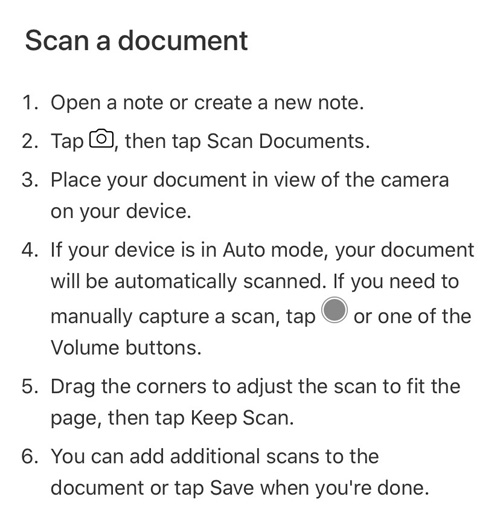 Scan a document
1. Open a note or create a new note.
2. Tap , then tap Scan Documents.
3. Place your document in view of the camera
on your device.
4. If your device is in Auto mode, your document
will be automatically scanned. If you need to
manually capture a scan, tap or one of the
Volume buttons.
5. Drag the corners to adjust the scan to fit the
page, then tap Keep Scan.
6. You can add additional scans to the
document or tap Save when you're done.